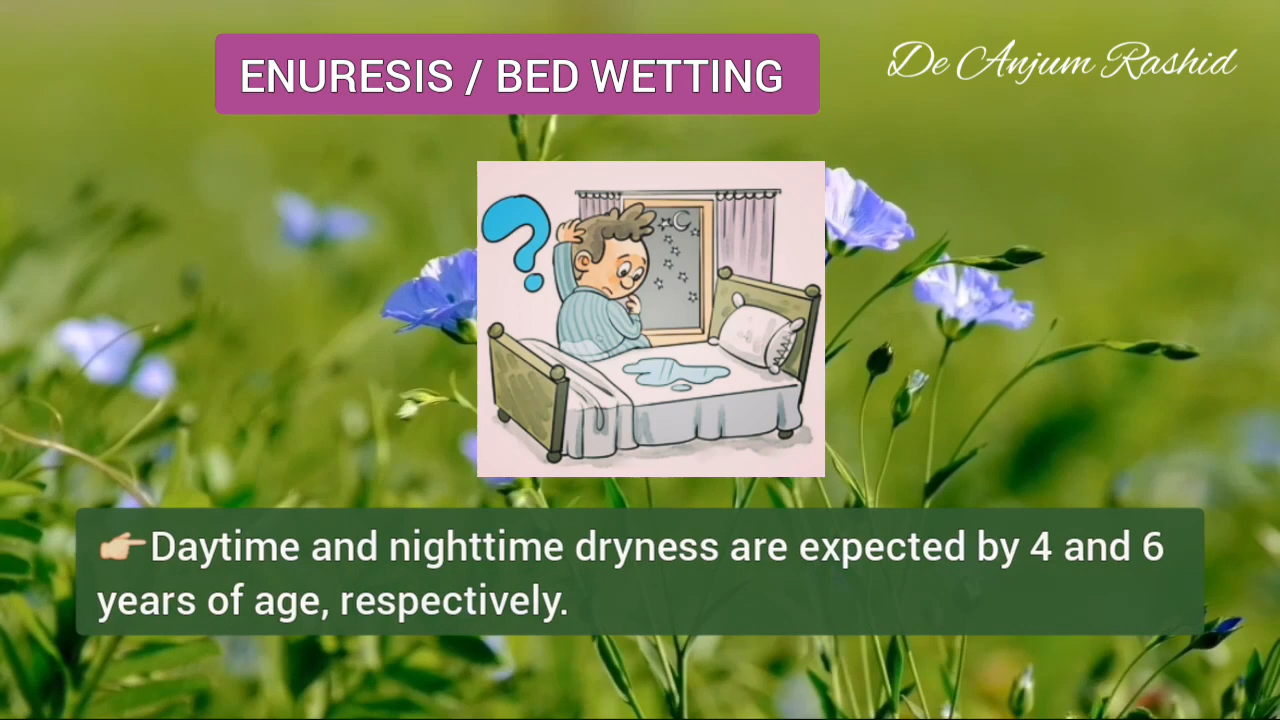 ENURESIS / BED WETTING
De Anjum Rashid
👉Daytime and nighttime dryness are expected by 4 and 6
years of age, respectively.